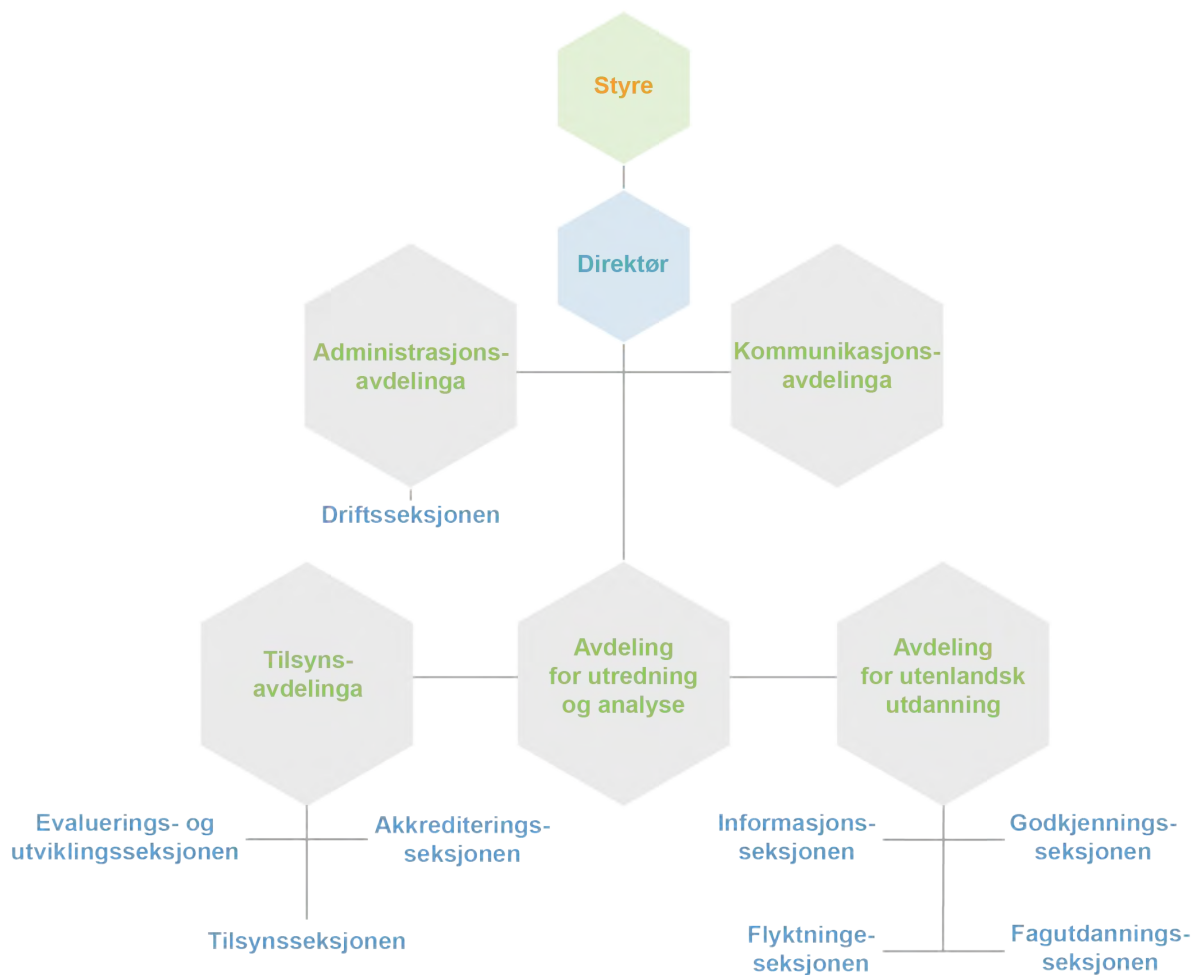 Styre
Direktør
Administrasjons-
avdelinga
Kommunikasjons-
avdelinga
Driftsseksjonen
Tilsyns-
avdelinga
Avdeling
for utredning
og analyse
Avdeling
for utenlandsk
utdanning
Evaluerings- og
utviklingsseksjonen
Akkrediterings-
seksjonen
Tilsynsseksjonen
Informasjons-
seksjonen
Godkjennings-
seksjonen
Flyktninge-
seksjonen
Fagutdannings-
seksjonen